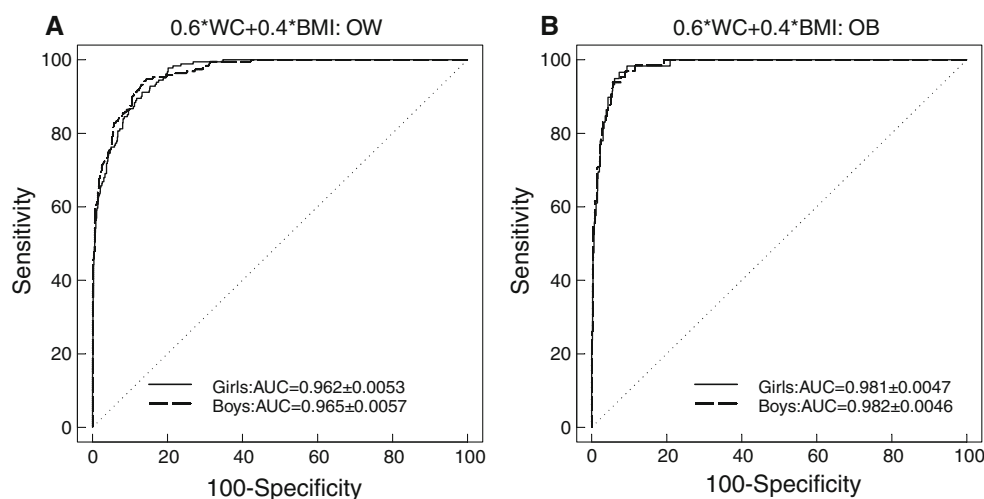 A
0.6*WC+0.4*BMI: OW
100
80
60
40
20
0
Sensitivity
Girls:AUC=0.962±0.0053
Boys:AUC=0.965±0.0057
0 20 40 60 80 100
100-Specificity
B
0.6*WC+0.4*BMI: OB
100
80
60
40
20
0
Sensitivity
Girls:AUC=0.981±0.0047
Boys:AUC=0.982±0.0046
0 20 40 60 80 100
100-Specificity